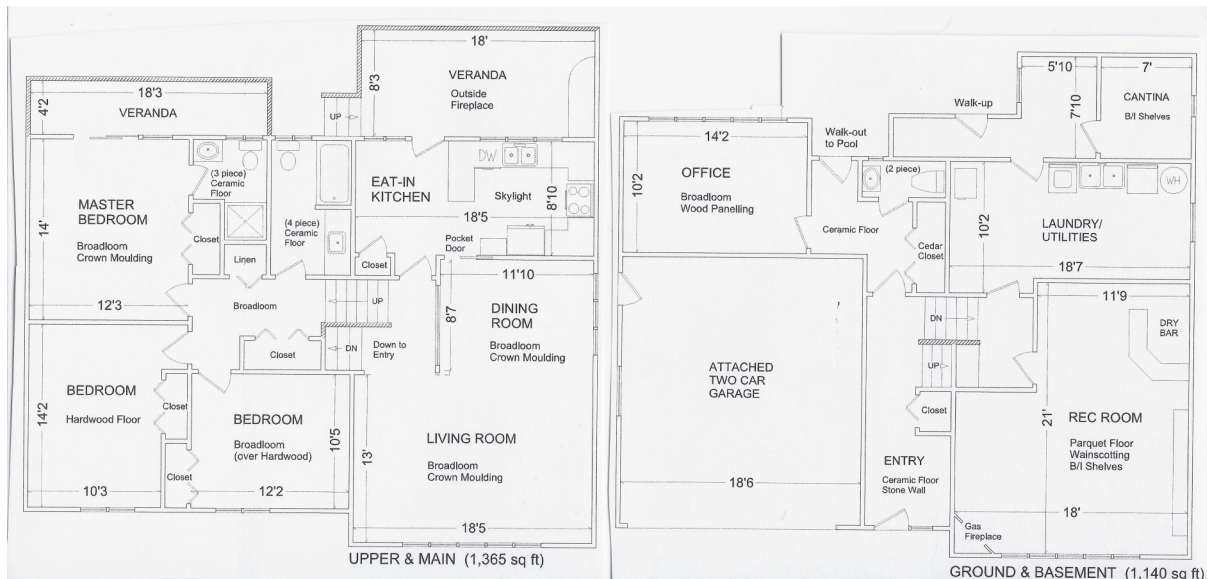 18'
8'3
VERANDA
Outside
Fireplace
18'3
4'2
VERANDA
UP
(3 piece)
Ceramic
Floor
MASTER
BEDROOM
Broadloom
Crown Moulding
14'
12'3
Closet
Linen
(4 piece)
Ceramic
Floor
EAT-IN
KITCHEN
DW
Skylight
8'10
18'5
Pocket
Door
Closet
Broadloom
UP
DN
Down to
Entry
Closet
11'10
8'7
DINING
ROOM
Broadloom
Crown Moulding
BEDROOM
Hardwood Floor
14'2
10'3
Closet
Closet
BEDROOM
Broadloom
(over Hardwood)
10'5
12'2
LIVING ROOM
Broadloom
Crown Moulding
13'
18'5
UPPER & MAIN (1,365 sq ft)
5'10
7'
CANTINA
B/I Shelves
7'10
Walk-up
Walk-out
to Pool
14'2
10'2
OFFICE
Broadloom
Wood Panelling
(2 piece)
Ceramic Floor
Cedar
Closet
WH
10'2
LAUNDRY/
UTILITIES
18'7
11'9
DRY
BAR
DN
UP
ATTACHED
TWO CAR
GARAGE
18'6
Closet
ENTRY
Ceramic Floor
Stone Wall
21'
REC ROOM
Parquet Floor
Wainscotting
B/I Shelves
18'
Gas
Fireplace
GROUND & BASEMENT (1,140 sq ft)